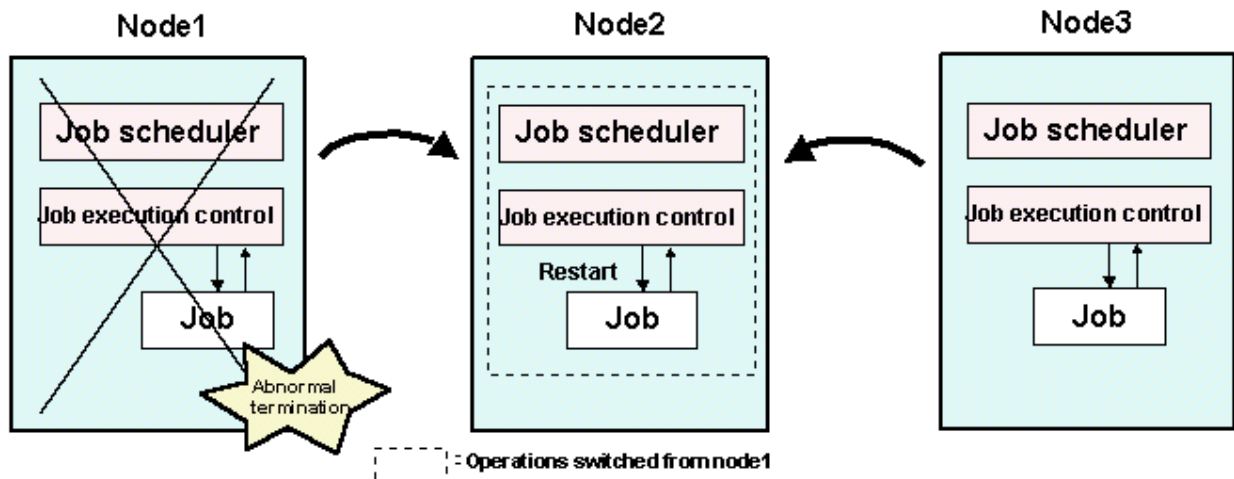 Node1
Node2
Node3
Job scheduler
Job scheduler
Job scheduler
Job execution control
Job execution control
Job execution control
Restart
Job
Job
Job
Abnormal
termination
: Operations switched from node1